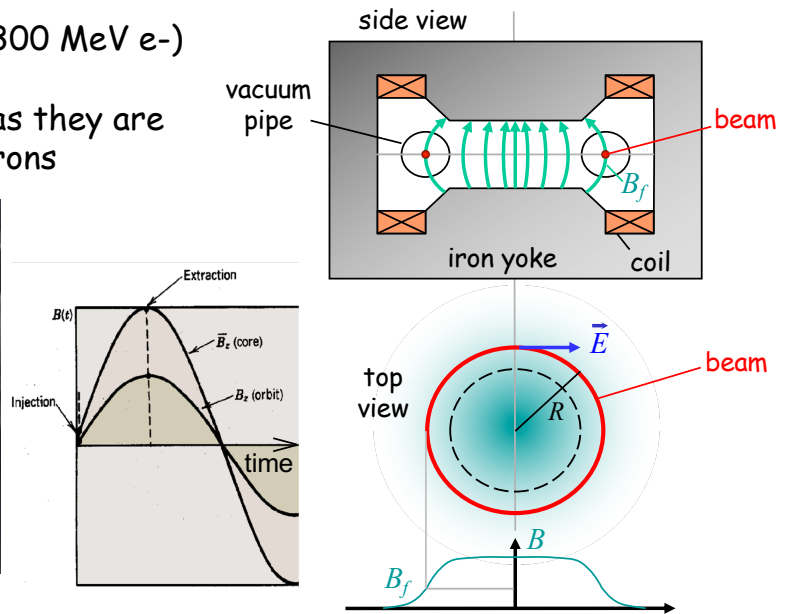 300 MeV e-)
as they are
rons
side view
vacuum
pipe
beam
B_f
iron yoke
coil
Extraction
B(t)
B̄_z (core)
B_z (orbit)
Injection
time
E⃗
beam
top
view
R
B
B_f